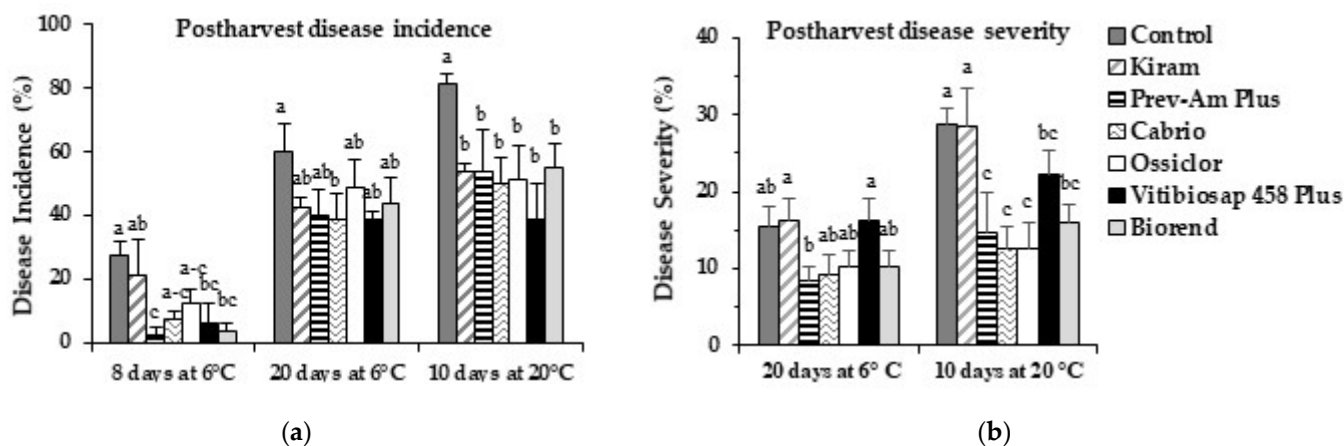 Postharvest disease incidence
Disease Incidence (%)
100
80
60
40
20
0
a
ab
c
a-c
a-c
bc
bc
a
ab
ab
b
ab
ab
ab
a
b
b
b
b
b
b
8 days at 6°C
20 days at 6°C
10 days at 20°C
(a)
Postharvest disease severity
Disease Severity (%)
40
30
20
10
0
ab
a
b
ab
ab
a
ab
a
a
c
c
c
bc
bc
20 days at 6° C
10 days at 20 °C
(b)
Control
Kiram
Prev-Am Plus
Cabrio
Ossiclor
Vitibiosap 458 Plus
Biorend